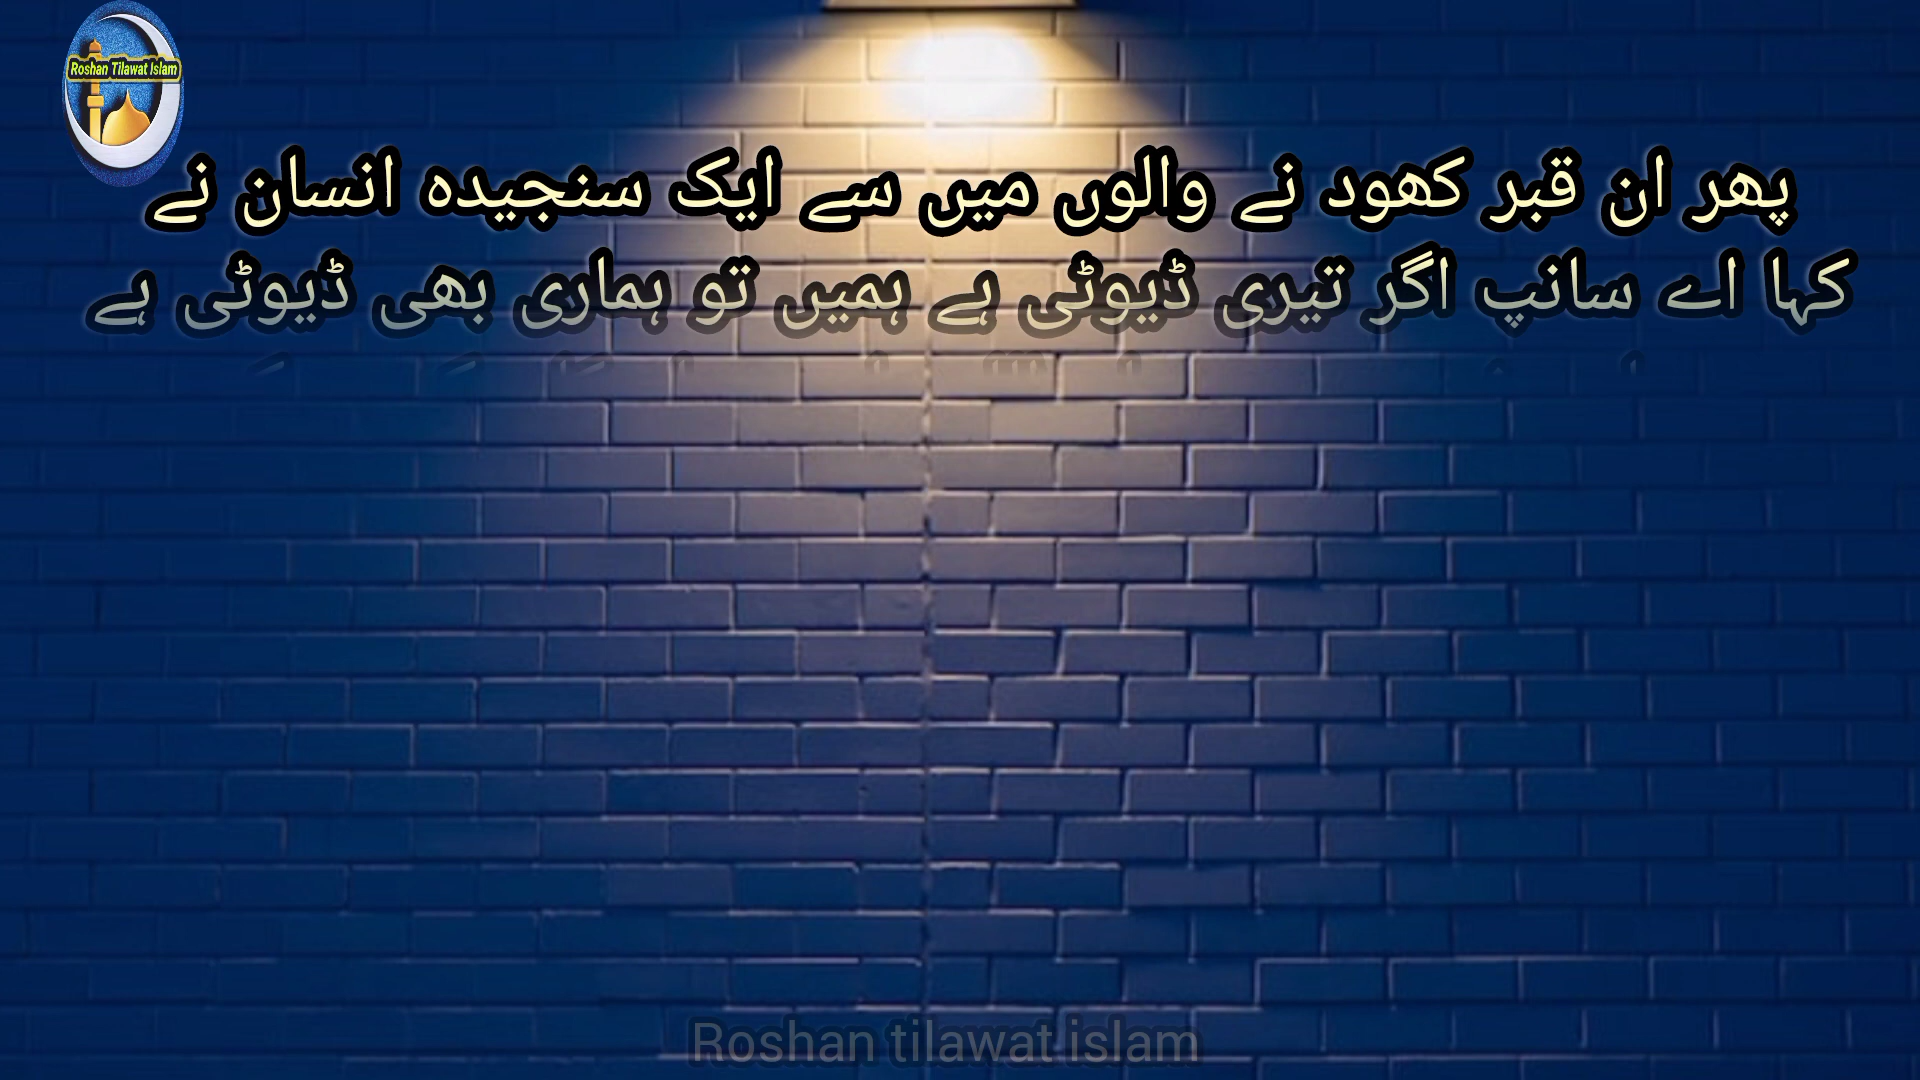 Roshan Tilawat Islam
پھر ان قبر کھود نے والوں میں سے ایک سنجیدہ انسان نے
کہا اے سانپ اگر تیری ڈیوٹی ہے ہمیں تو ہماری بھی ڈیوٹی ہے
Roshan tilawat islam